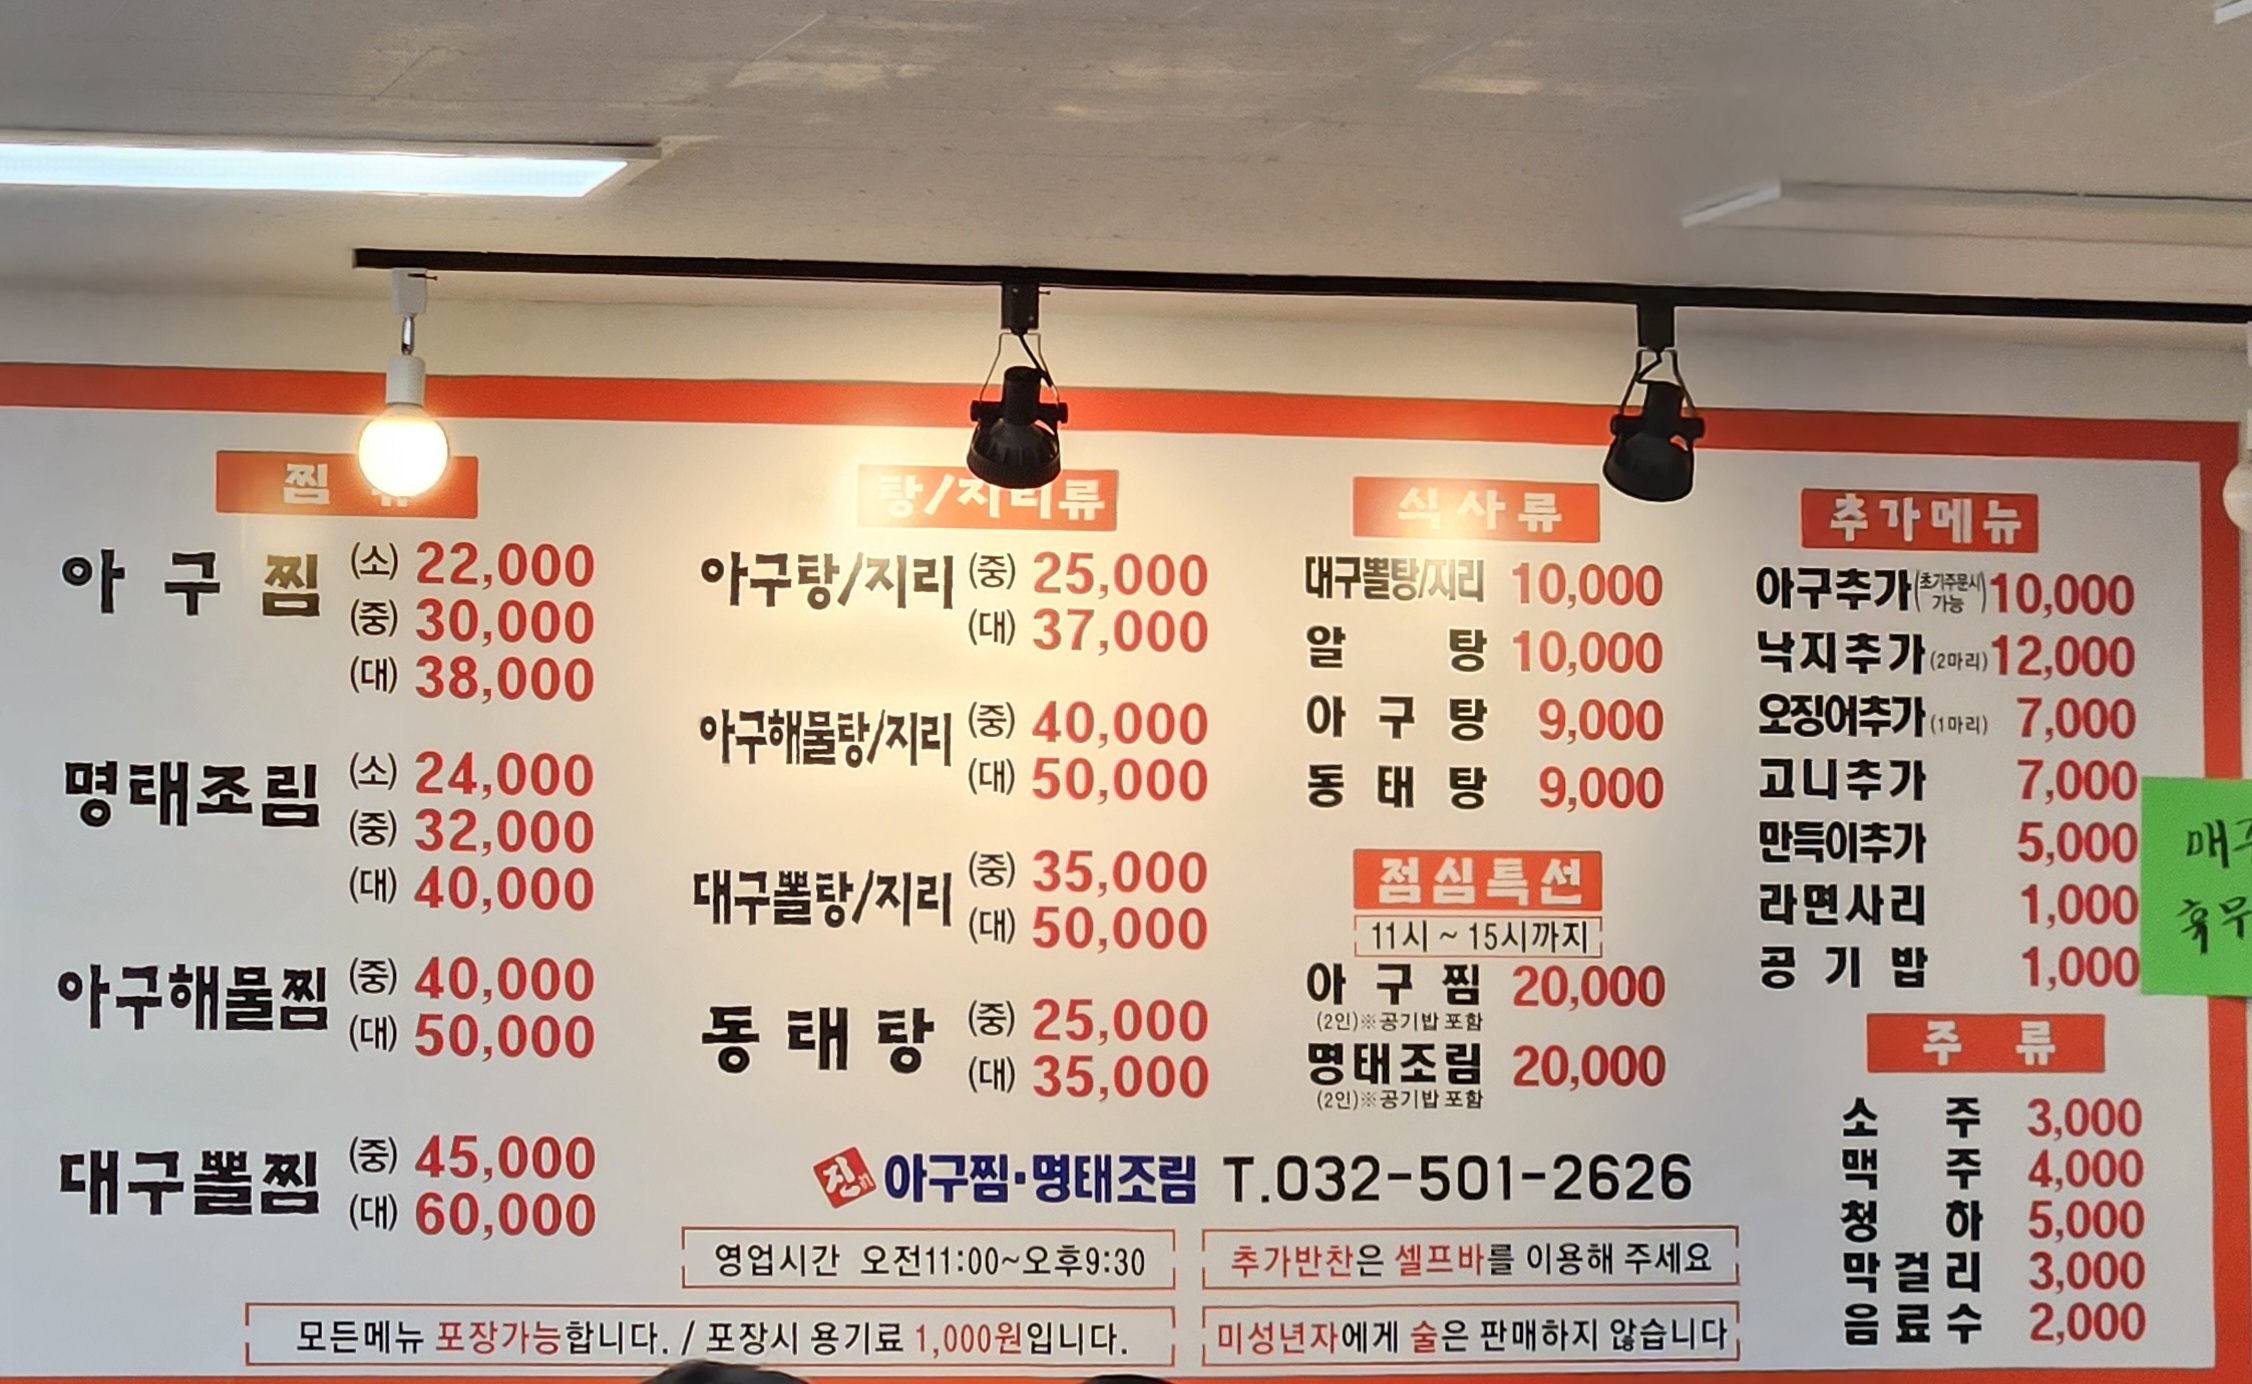 찜 류
아구찜 (소) 22,000
(중) 30,000
(대) 38,000
명태조림 (소) 24,000
(중) 32,000
(대) 40,000
아구해물찜 (중) 40,000
(대) 50,000
대구뽈찜 (중) 45,000
(대) 60,000
탕/지리류
아구탕/지리 (중) 25,000
(대) 37,000
아구해물탕/지리 (중) 40,000
(대) 50,000
대구뽈탕/지리 (중) 35,000
(대) 50,000
동태탕 (중) 25,000
(대) 35,000
식사류
대구뽈탕/지리 10,000
알탕 10,000
아구탕 9,000
동태탕 9,000
점심특선
11시 ~ 15시까지
아구찜 20,000
(2인)※공기밥 포함
명태조림 20,000
(2인)※공기밥 포함
추가메뉴
아구추가(초기주문시 가능) 10,000
낙지추가(2마리) 12,000
오징어추가(1마리) 7,000
고니추가 7,000
만득이추가 5,000
라면사리 1,000
공기밥 1,000
주류
소주 3,000
맥주 4,000
청하 5,000
막걸리 3,000
음료수 2,000
진 아구찜·명태조림 T.032-501-2626
영업시간 오전11:00~오후9:30
추가반찬은 셀프바를 이용해 주세요
모든메뉴 포장가능합니다. / 포장시 용기료 1,000원입니다.
미성년자에게 술은 판매하지 않습니다